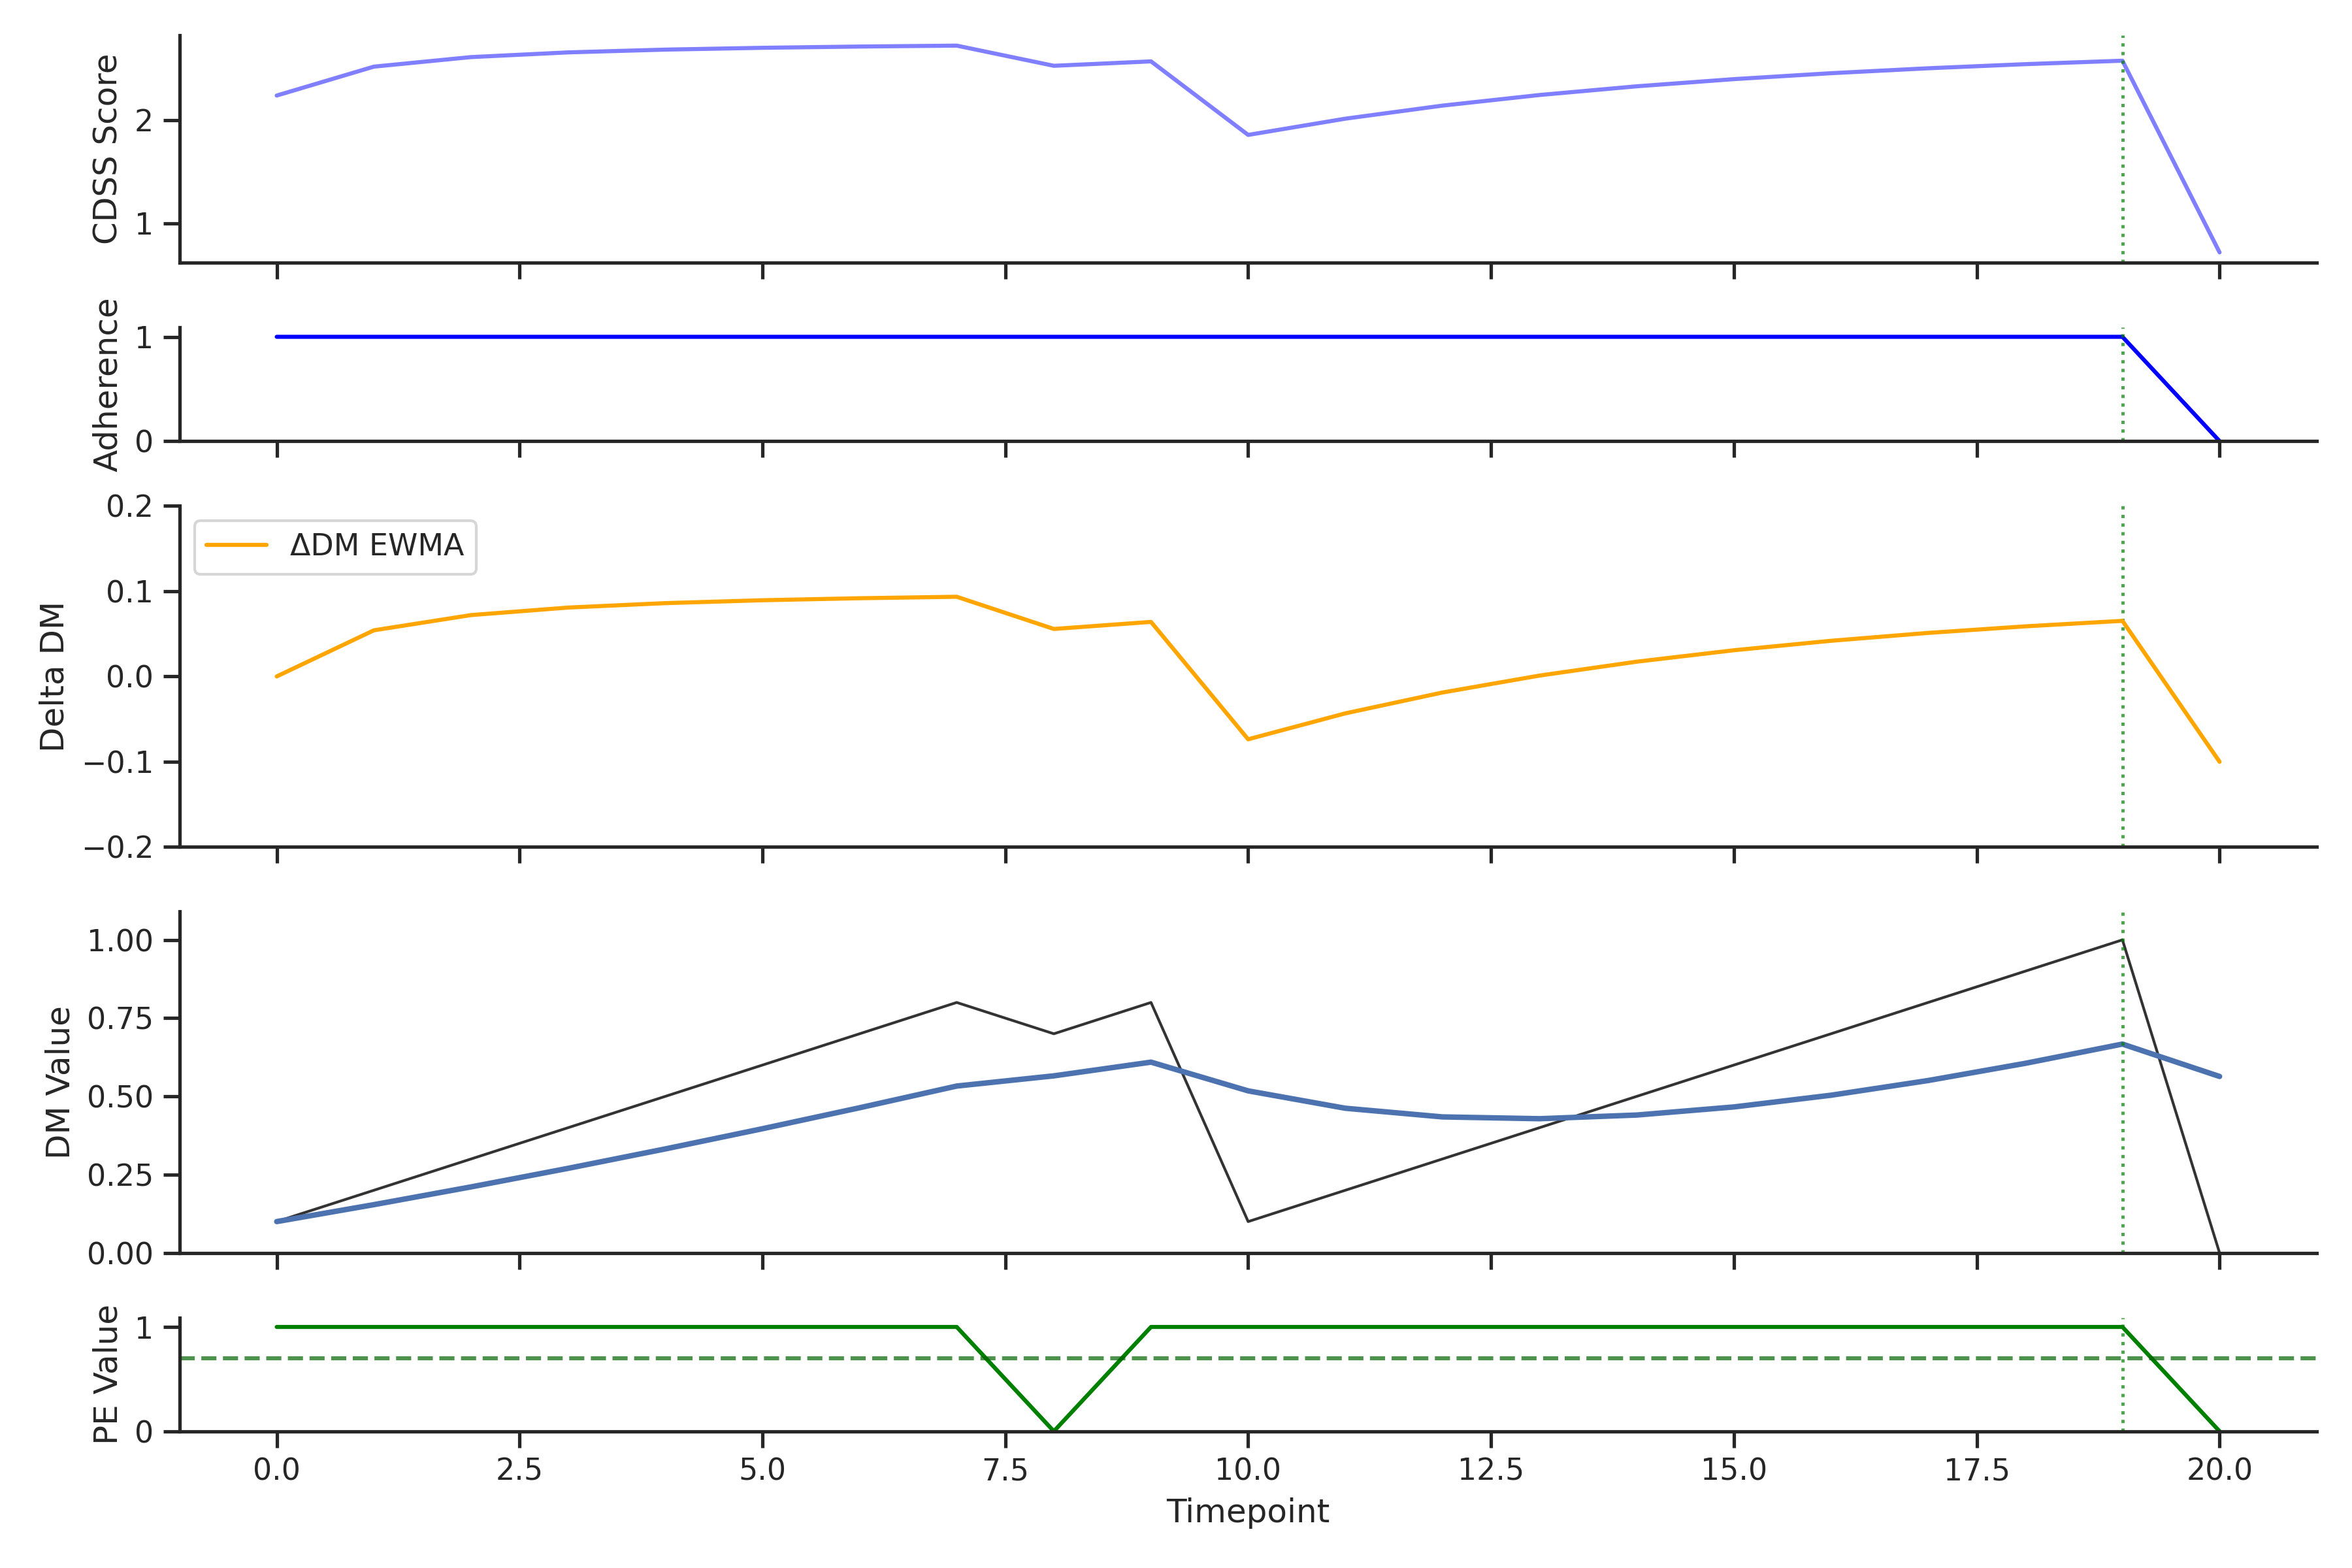 CDSS Score
2
1
Adherence
1
0
Delta DM
0.2
0.1
0.0
−0.1
−0.2
ΔDM EWMA
DM Value
1.00
0.75
0.50
0.25
0.00
PE Value
1
0
0.0 2.5 5.0 7.5 10.0 12.5 15.0 17.5 20.0
Timepoint